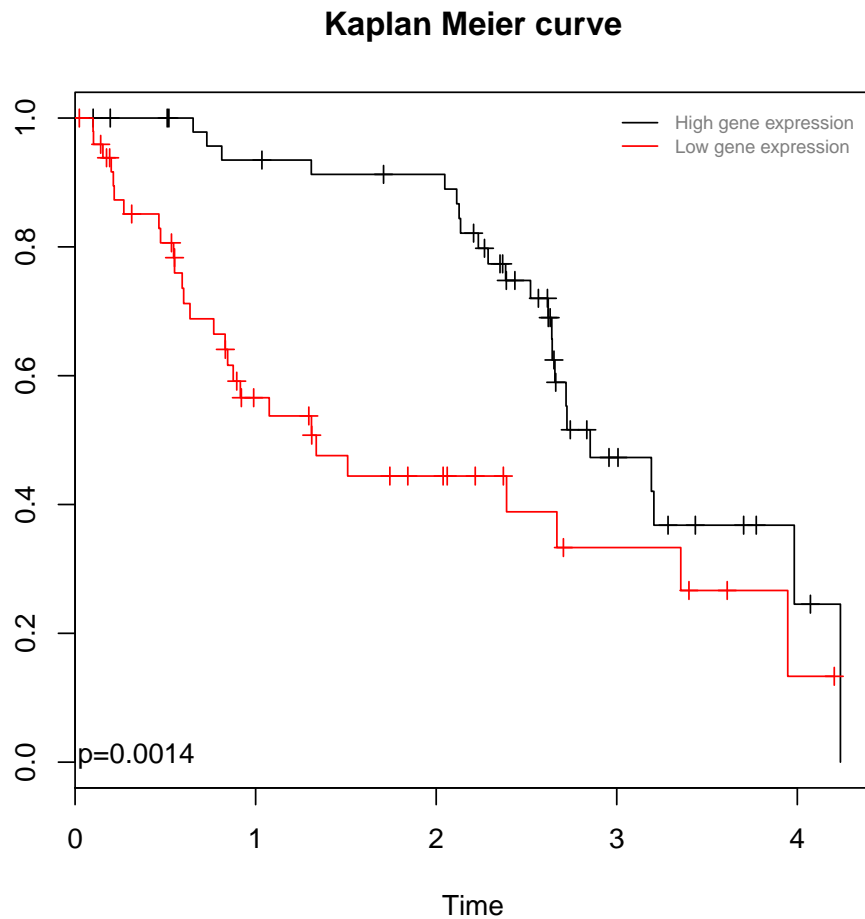 Kaplan Meier curve
High gene expression
Low gene expression
1.0
0.8
0.6
0.4
0.2
0.0
p=0.0014
0 1 2 3 4
Time